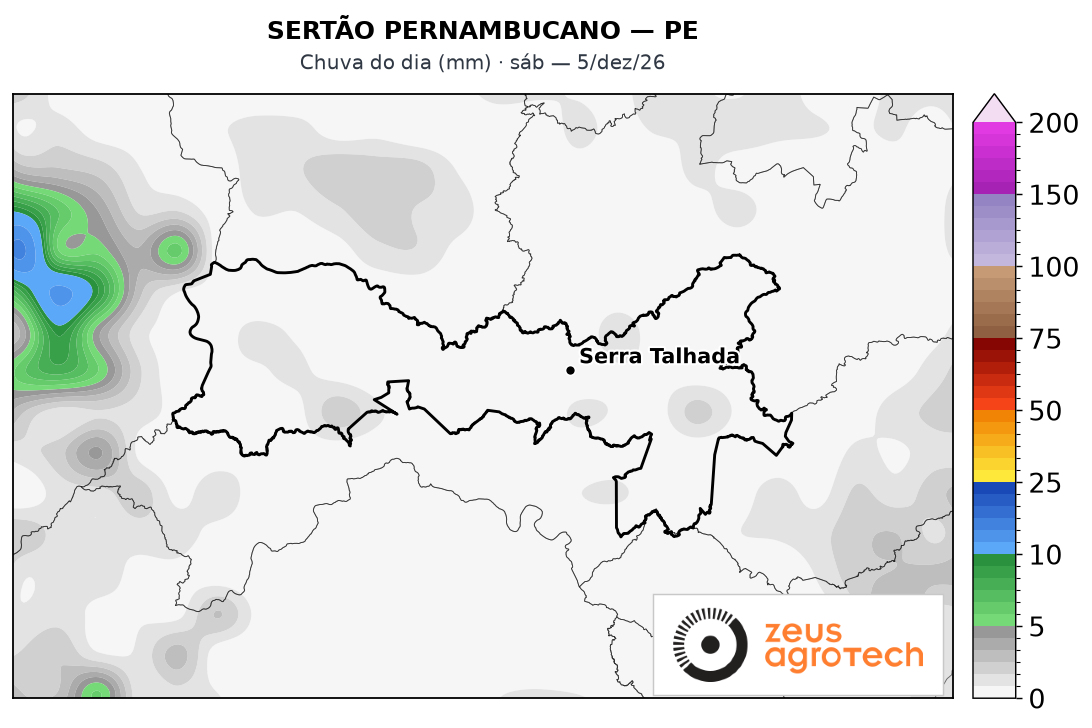 SERTÃO PERNAMBUCANO — PE
Chuva do dia (mm) · sáb — 5/dez/26
200
150
100
75
50
25
10
5
0
Serra Talhada
zeus
agrotech